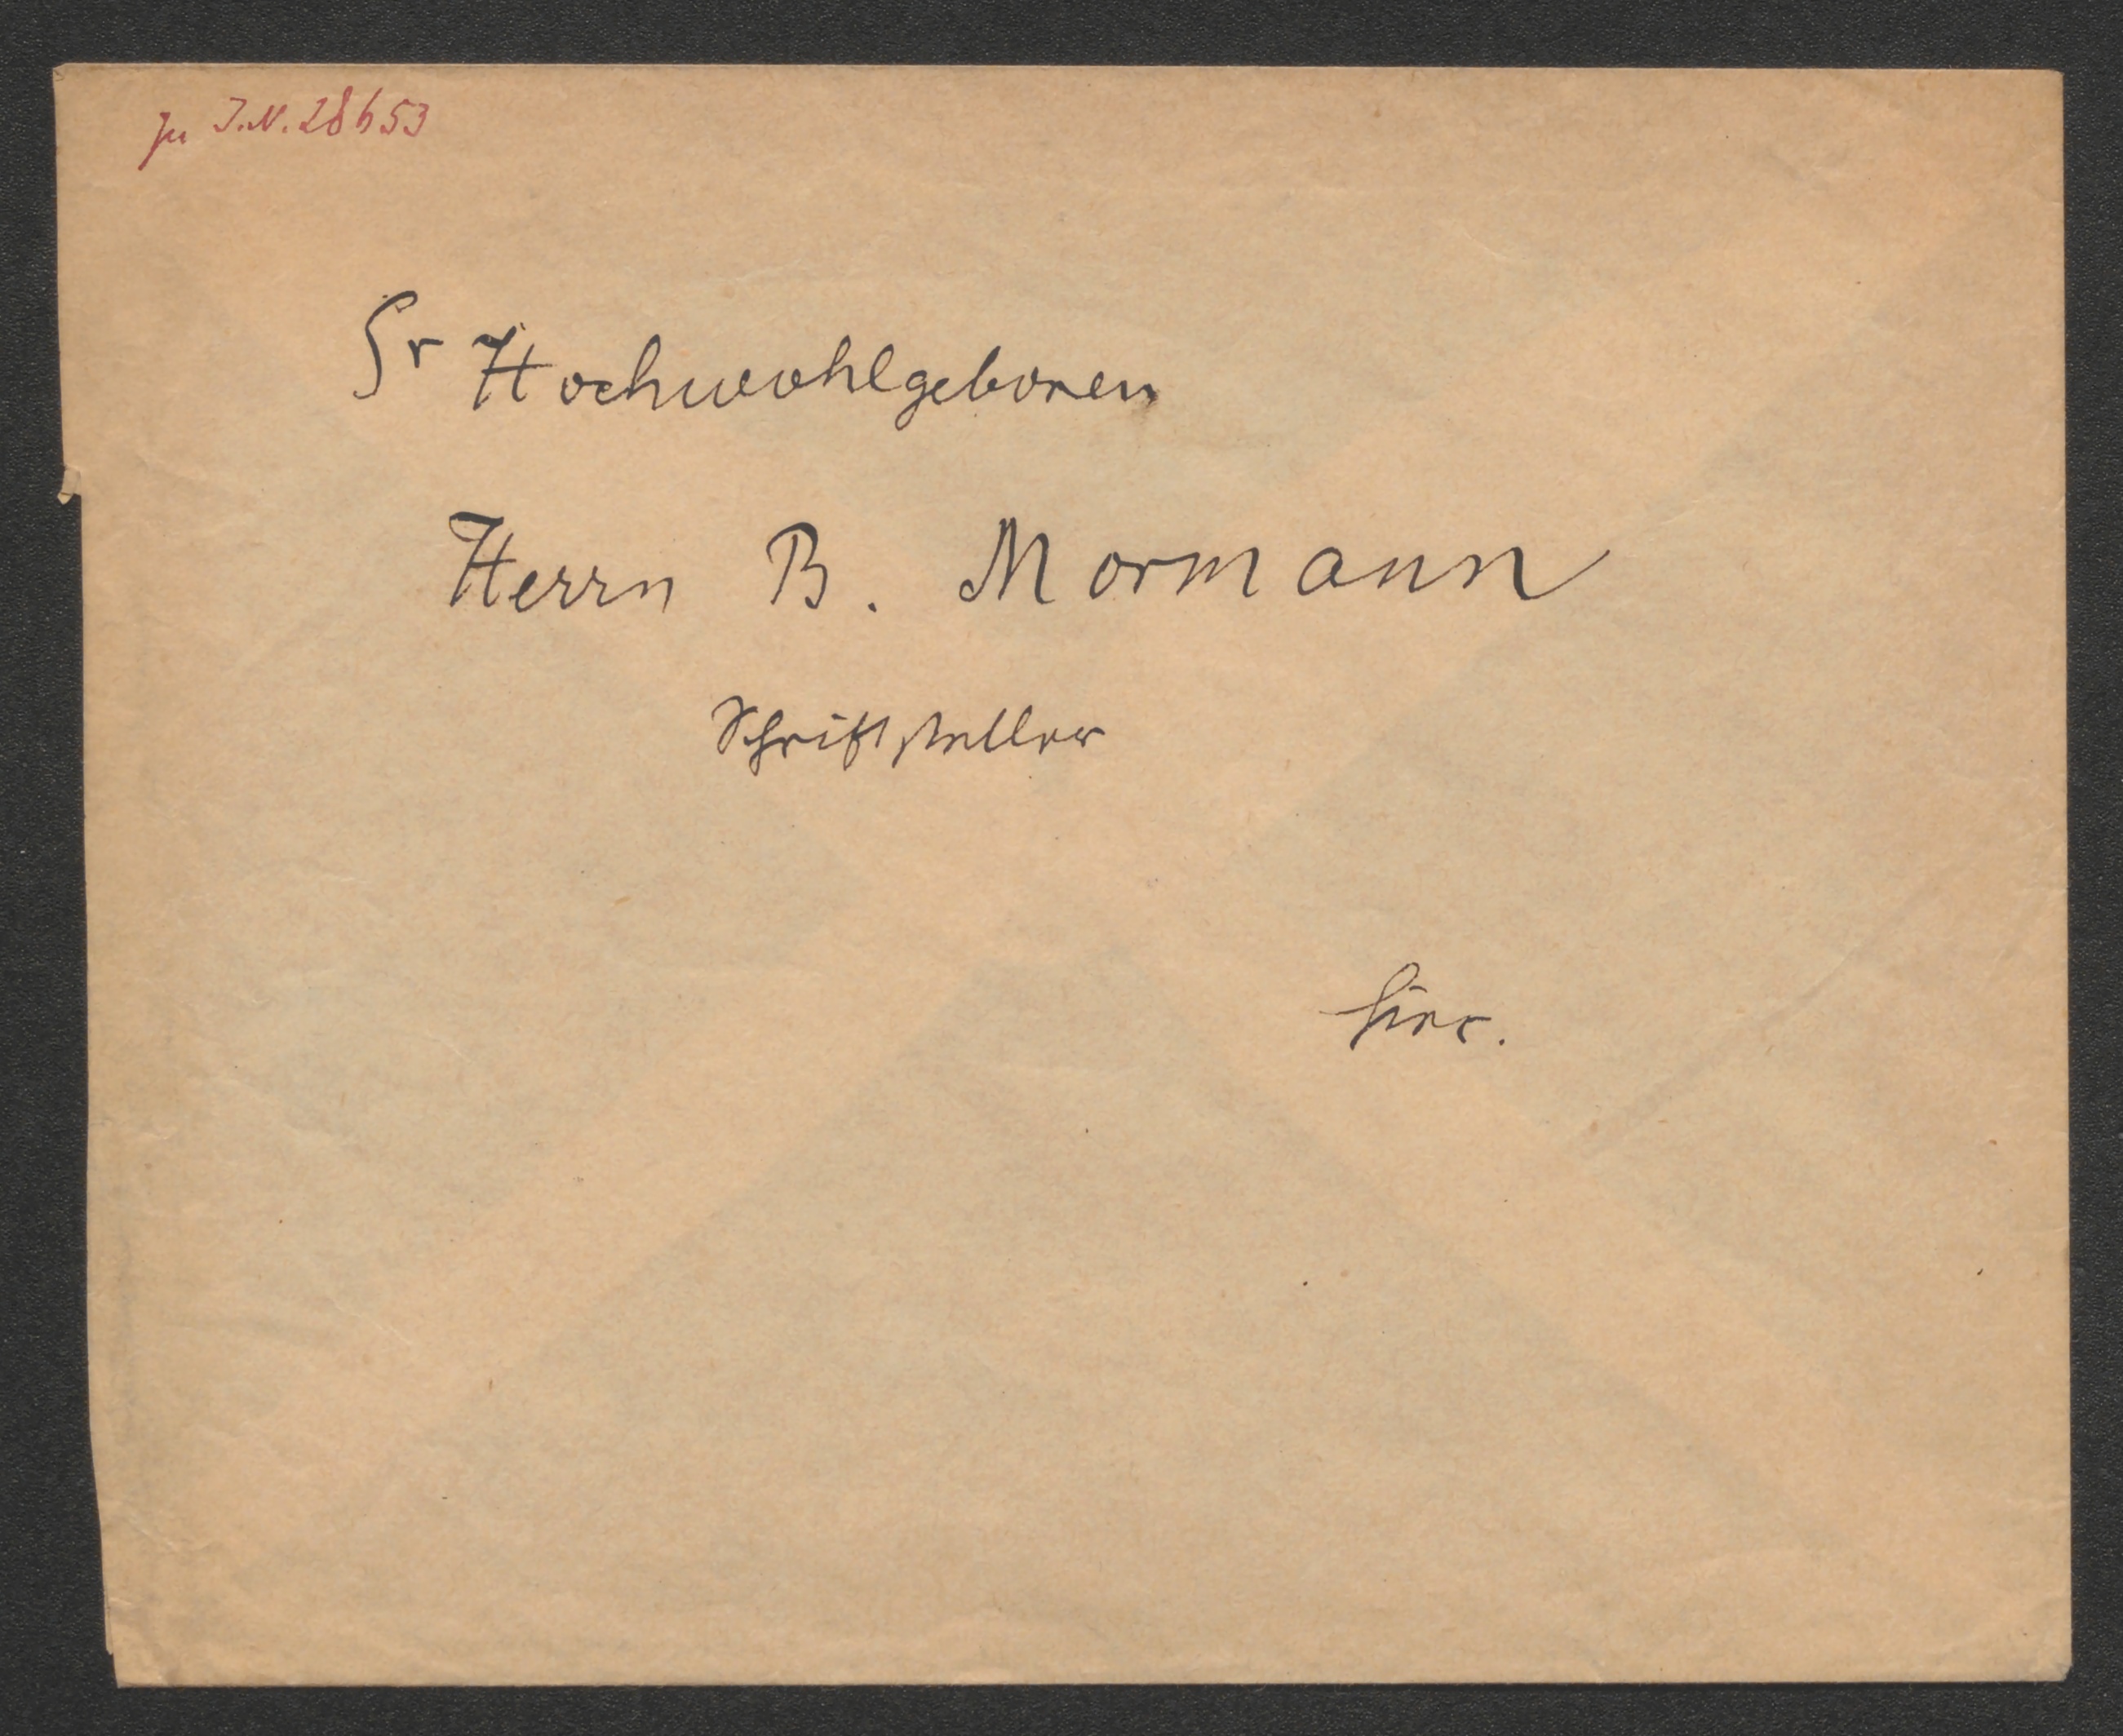 zu I.N. 28653
Sr Hochwohlgeboren
Herrn B. Mormann
Schriftsteller
hier.